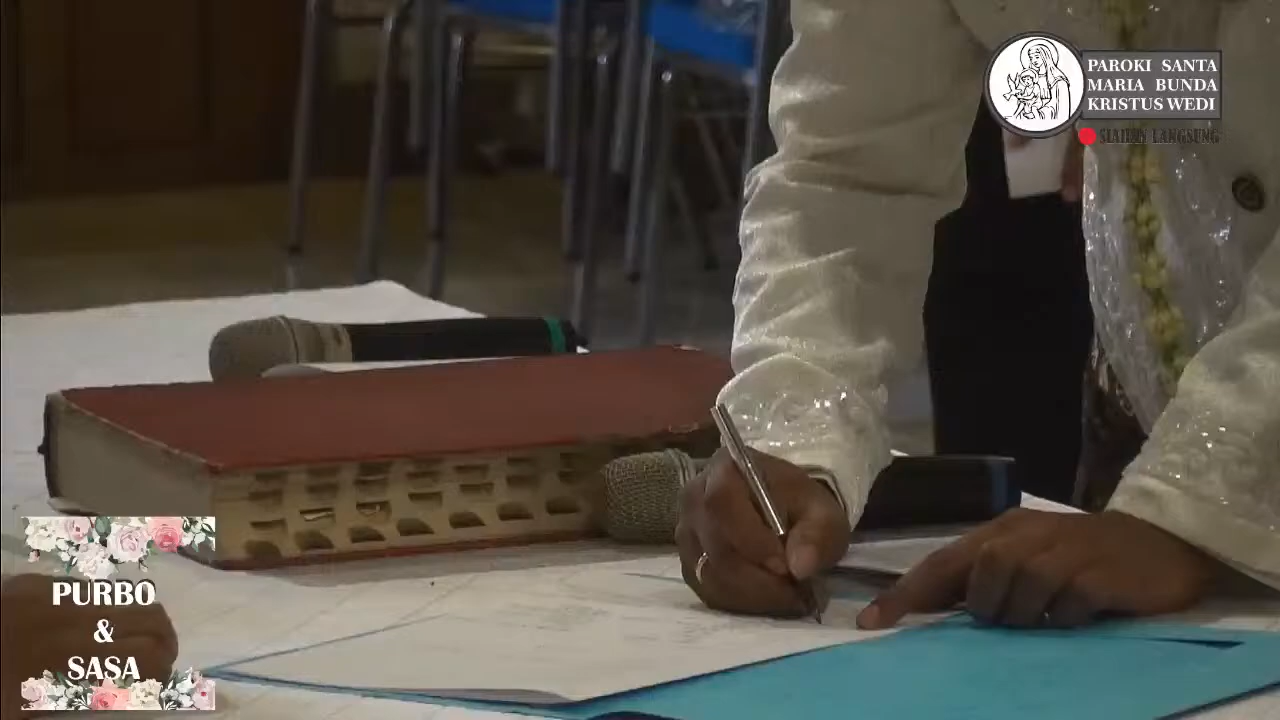 PAROKI SANTA
MARIA BUNDA
KRISTUS WEDI
SIARAN LANGSUNG
PURBO
&
SASA